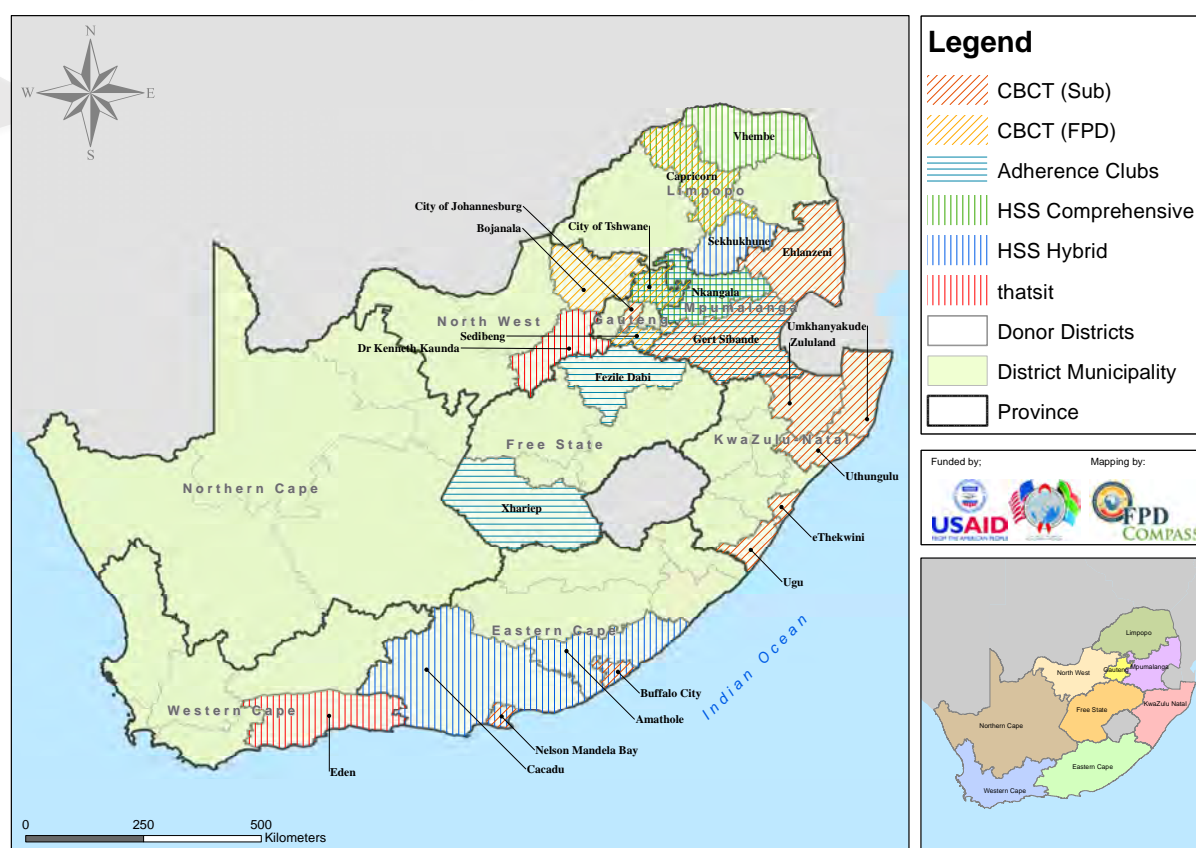 N
W
E
S
Vhembe
Capricorn
Limpopo
City of Johannesburg
City of Tshwane
Bojanala
Sekhukhune
Ehlanzeni
Nkangala
Mpumalanga
North West
Gauteng
Sedibeng
Dr Kenneth Kaunda
Gert Sibande
Umkhanyakude
Zululand
Fezile Dabi
Free State
KwaZulu-Natal
Northern Cape
Uthungulu
Xhariep
eThekwini
Ugu
Eastern Cape
Indian Ocean
Buffalo City
Western Cape
Amathole
Nelson Mandela Bay
Cacadu
Eden
0 250 500
Kilometers
Legend
CBCT (Sub)
CBCT (FPD)
Adherence Clubs
HSS Comprehensive
HSS Hybrid
thatsit
Donor Districts
District Municipality
Province
Funded by;
Mapping by:
USAID
FROM THE AMERICAN PEOPLE
FPD
COMPASS
Limpopo
North West
Gauteng
Mpumalanga
Free State
KwaZulu Natal
Northern Cape
Eastern Cape
Western Cape